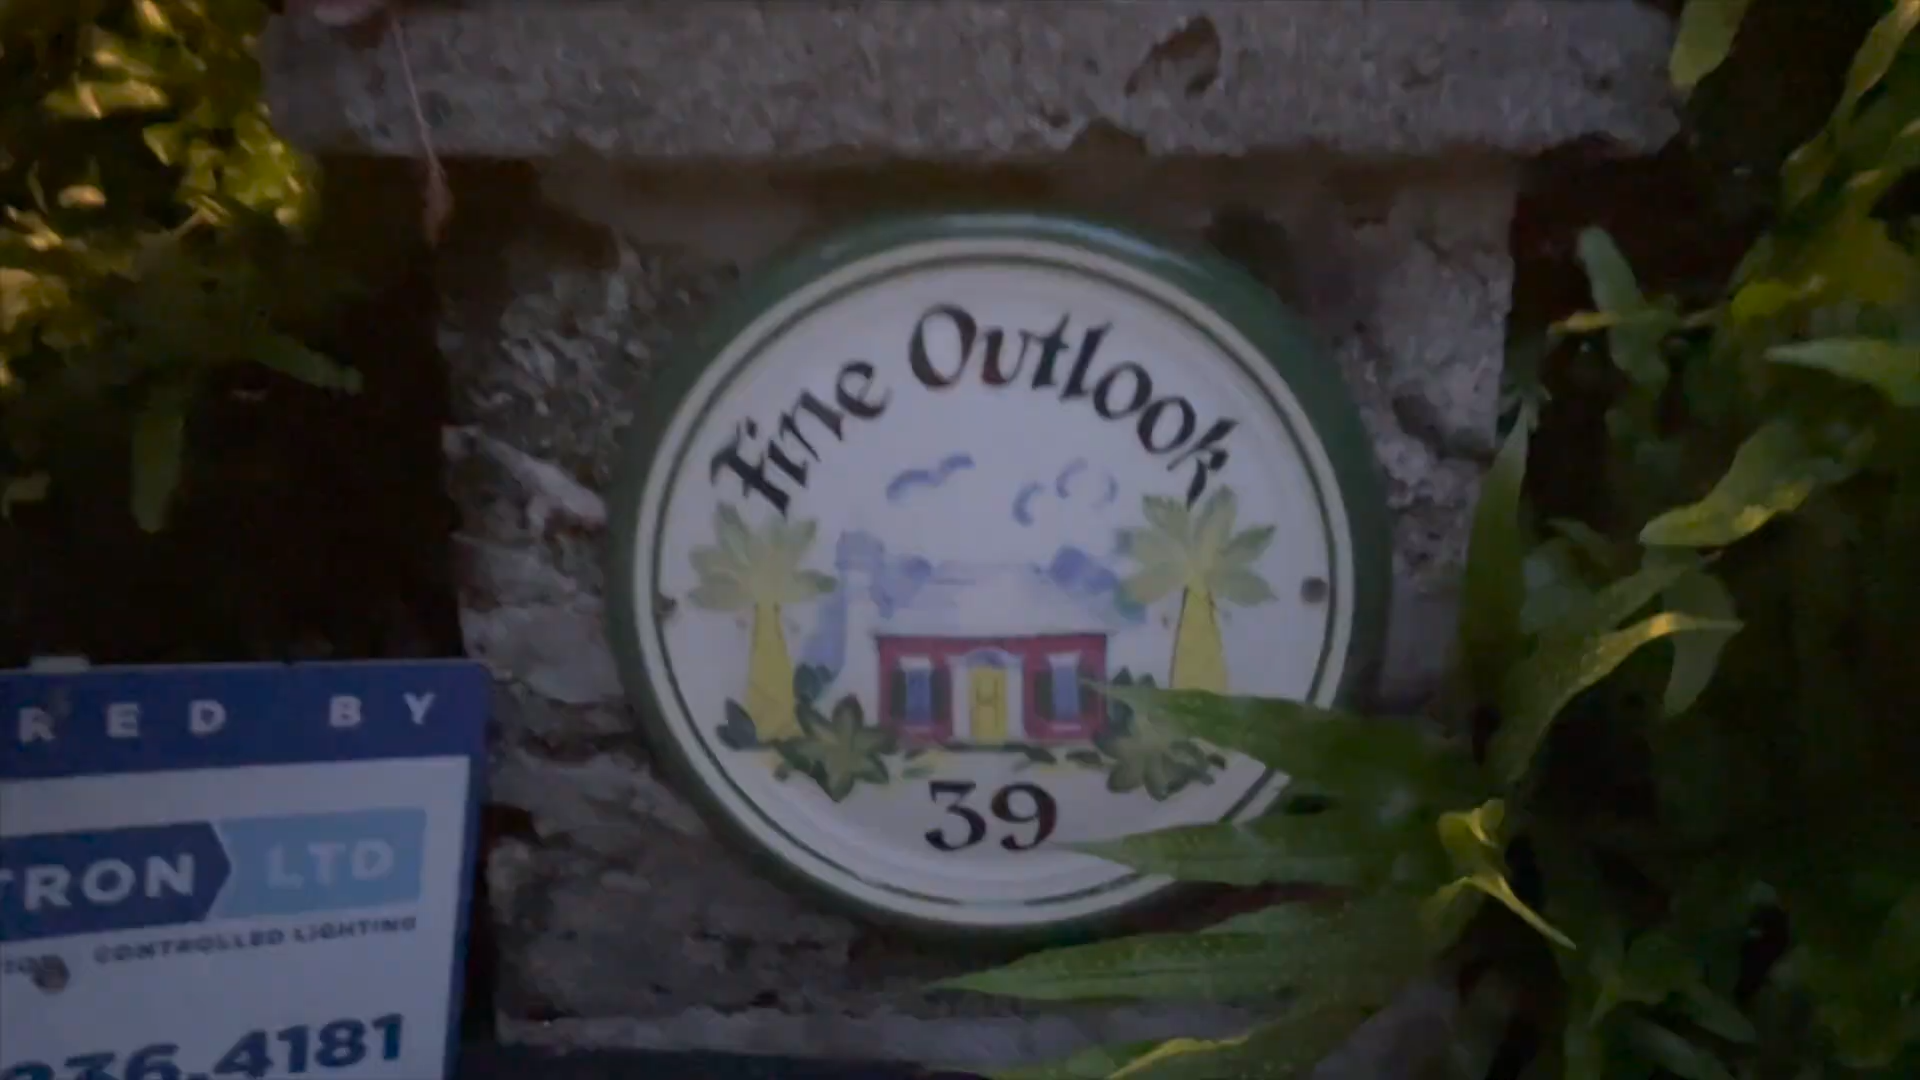 Fine Outlook
39
RED BY
TRON LTD
CONTROLLED LIGHTING
236.4181